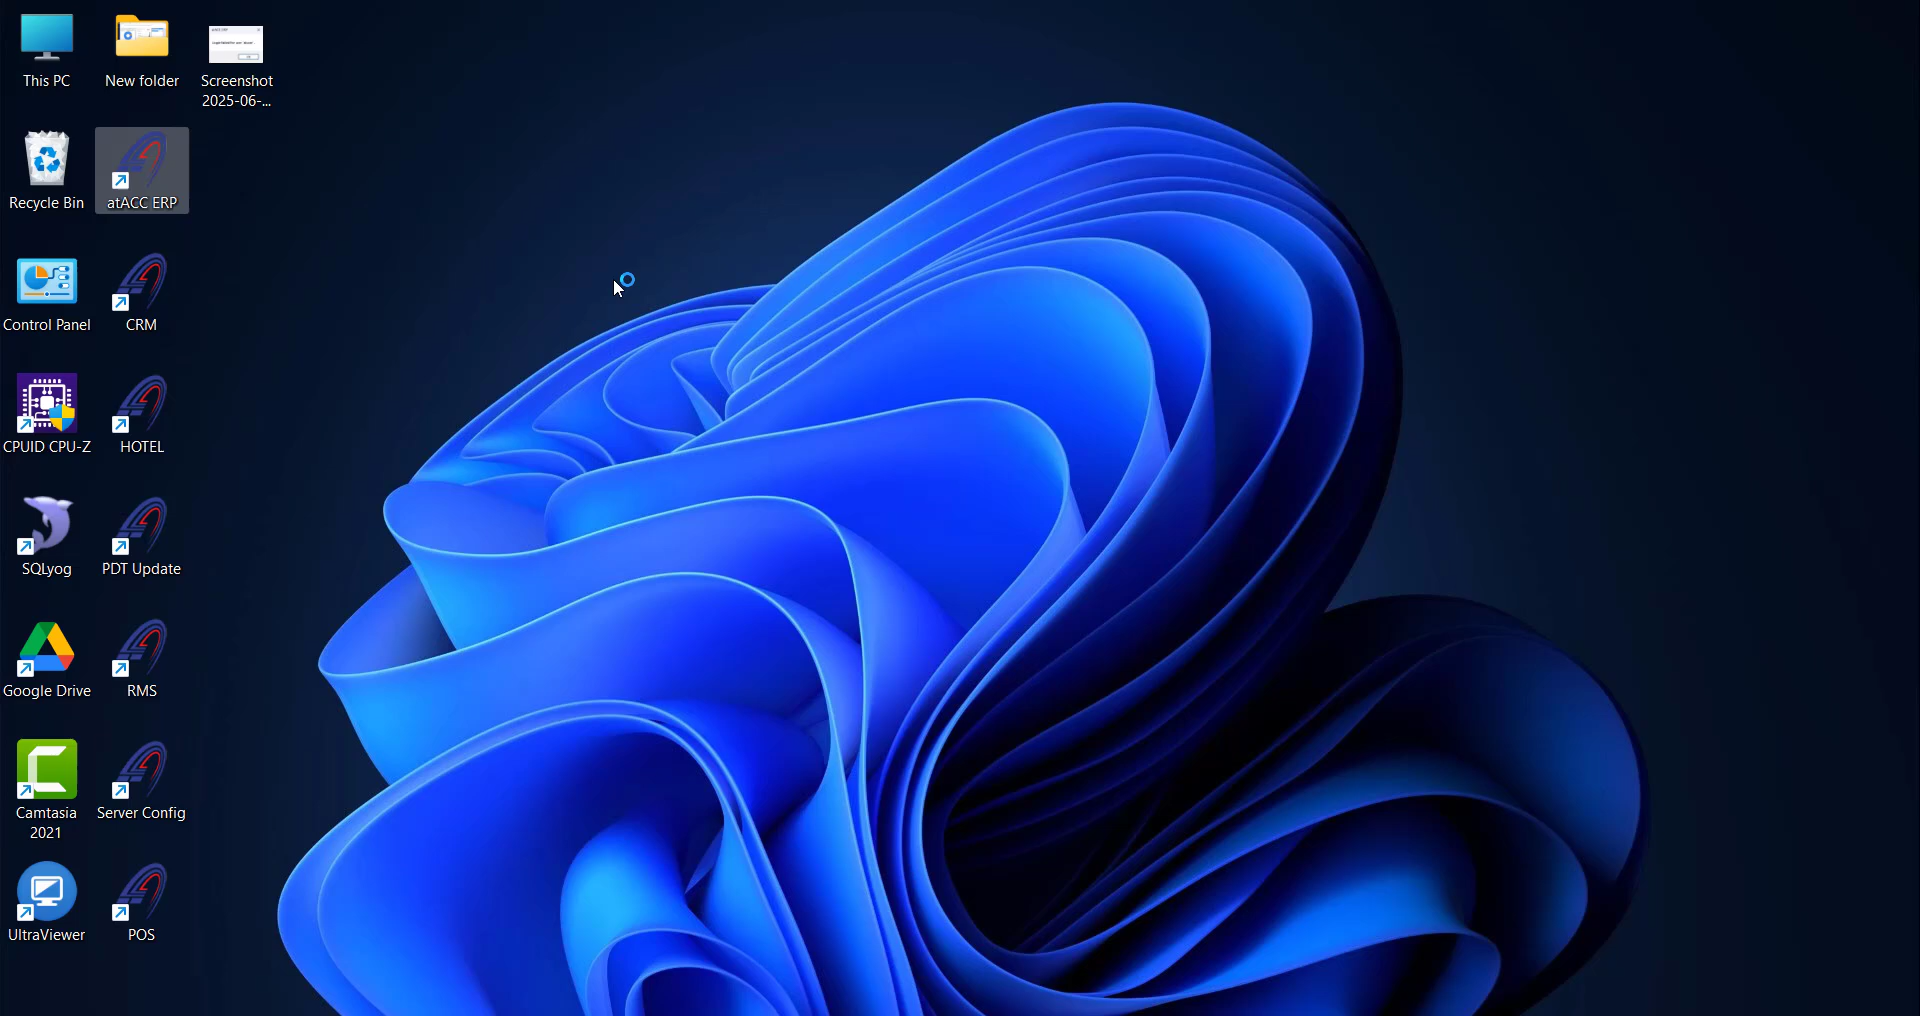 This PC
New folder
Screenshot
2025-06-...
Recycle Bin
atACC ERP
Control Panel
CRM
CPUID CPU-Z
HOTEL
SQLyog
PDT Update
Google Drive
RMS
Camtasia
2021
Server Config
UltraViewer
POS